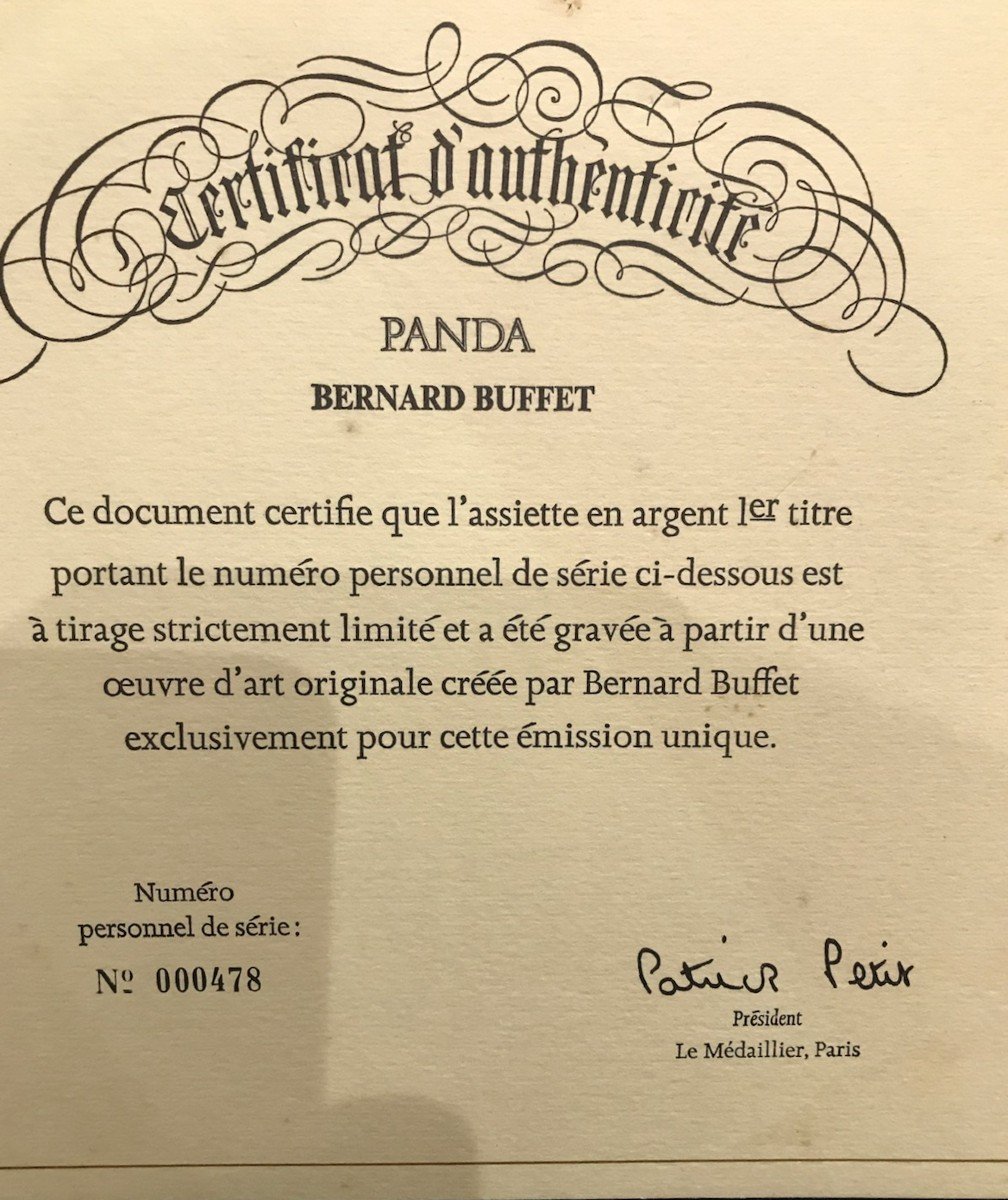 Certificat d'authenticité
PANDA
BERNARD BUFFET
Ce document certifie que l'assiette en argent 1er titre
portant le numéro personnel de série ci-dessous est
à tirage strictement limité et a été gravée à partir d'une
œuvre d'art originale créée par Bernard Buffet
exclusivement pour cette émission unique.
Numéro
personnel de série:
Nº 000478
Patrick Petit
Président
Le Médaillier, Paris